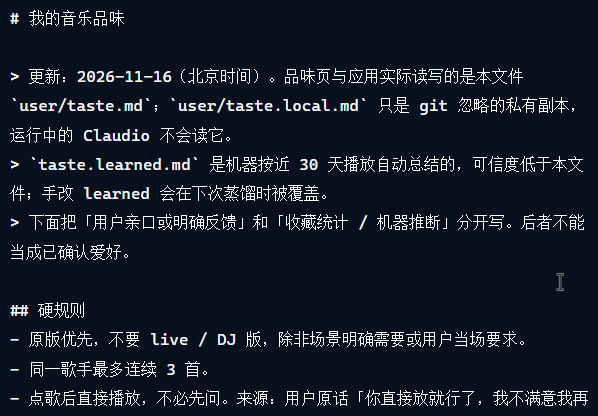 # 我的音乐品味
> 更新：2026-11-16（北京时间）。品味页与应用实际读写的是本文件
`user/taste.md`；`user/taste.local.md` 只是 git 忽略的私有副本，
运行中的 Claudio 不会读它。
> `taste.learned.md` 是机器按近 30 天播放自动总结的，可信度低于本文
件；手改 learned 会在下次蒸馏时被覆盖。
> 下面把「用户亲口或明确反馈」和「收藏统计 / 机器推断」分开写。后者不能
当成已确认爱好。
## 硬规则
- 原版优先，不要 live / DJ 版，除非场景明确需要或用户当场要求。
- 同一歌手最多连续 3 首。
- 点歌后直接播放，不必先问。来源：用户原话「你直接放就行了，我不满意我再